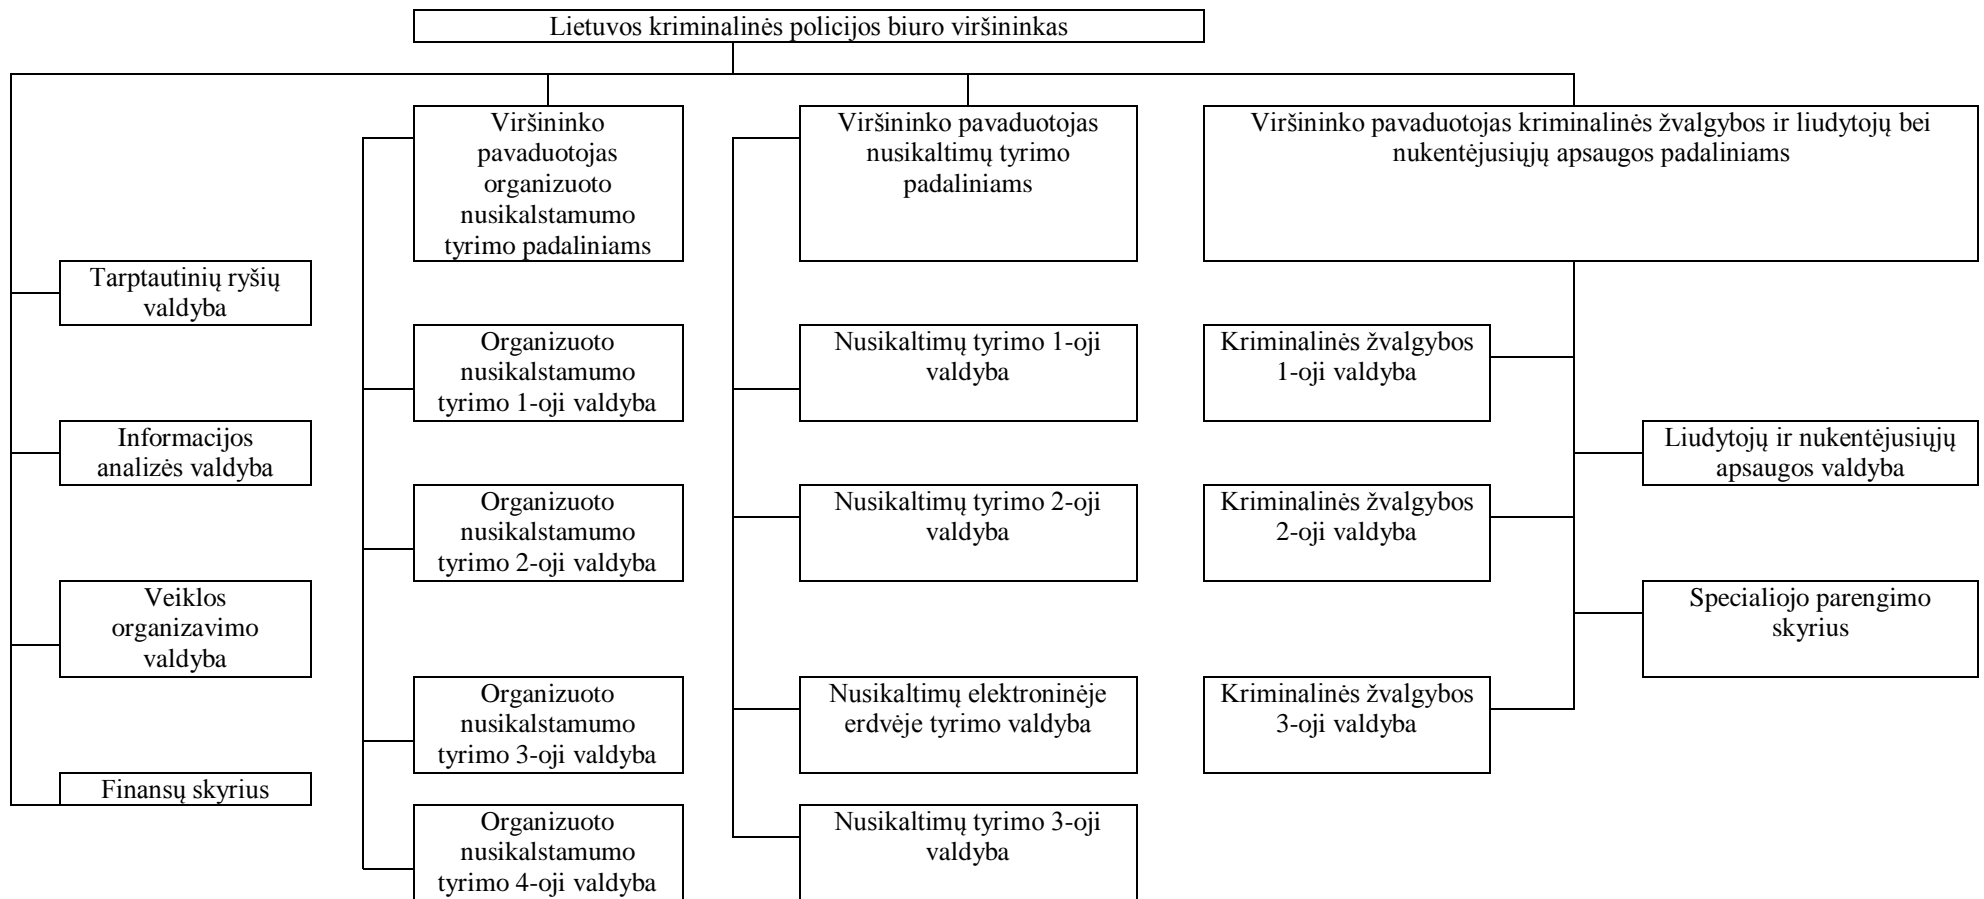 Lietuvos kriminalinės policijos biuro viršininkas
Viršininko
pavaduotojas
organizuoto
nusikalstamumo
tyrimo padaliniams
Viršininko pavaduotojas
nusikaltimų tyrimo
padaliniams
Viršininko pavaduotojas kriminalinės žvalgybos ir liudytojų bei
nukentėjusiųjų apsaugos padaliniams
Tarptautinių ryšių
valdyba
Informacijos
analizės valdyba
Veiklos
organizavimo
valdyba
Finansų skyrius
Organizuoto
nusikalstamumo
tyrimo 1-oji valdyba
Organizuoto
nusikalstamumo
tyrimo 2-oji valdyba
Organizuoto
nusikalstamumo
tyrimo 3-oji valdyba
Organizuoto
nusikalstamumo
tyrimo 4-oji valdyba
Nusikaltimų tyrimo 1-oji
valdyba
Nusikaltimų tyrimo 2-oji
valdyba
Nusikaltimų elektroninėje
erdvėje tyrimo valdyba
Nusikaltimų tyrimo 3-oji
valdyba
Kriminalinės žvalgybos
1-oji valdyba
Kriminalinės žvalgybos
2-oji valdyba
Kriminalinės žvalgybos
3-oji valdyba
Liudytojų ir nukentėjusiųjų
apsaugos valdyba
Specialiojo parengimo
skyrius